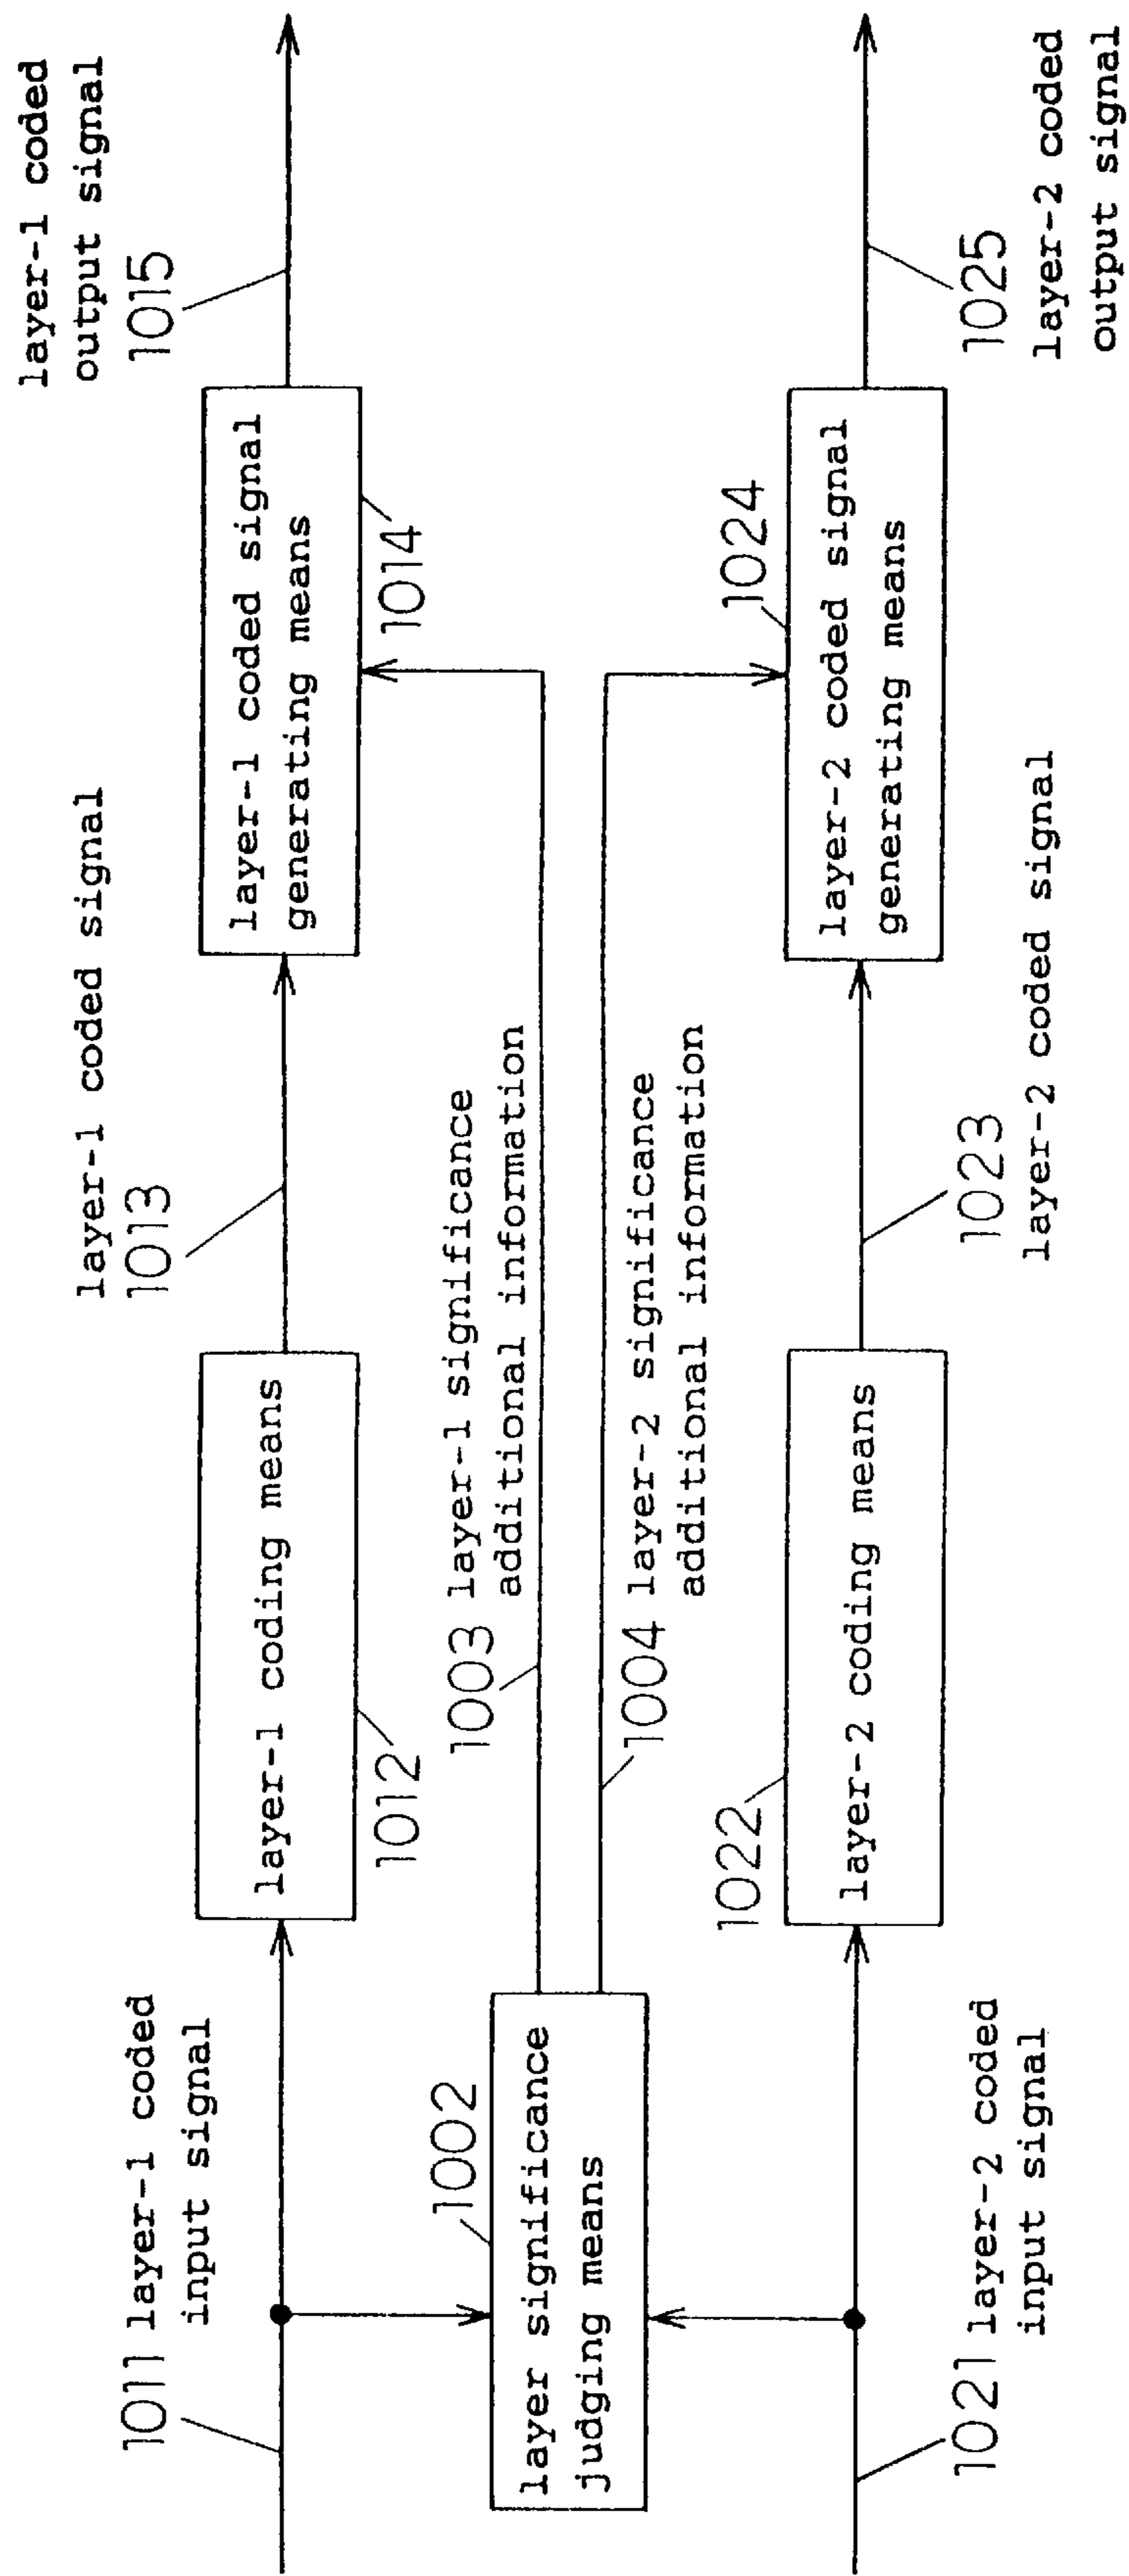 1011 layer-1 coded
input signal
layer-1 coding means
1012
layer-1 coded signal
1013
layer-1 coded signal
generating means
1014
layer-1 coded
output signal
1015
1002
layer significance
judging means
1003 layer-1 significance
additional information
1004 layer-2 significance
additional information
1021 layer-2 coded
input signal
1022
layer-2 coding means
1023
layer-2 coded signal
1024
layer-2 coded signal
generating means
1025
layer-2 coded
output signal